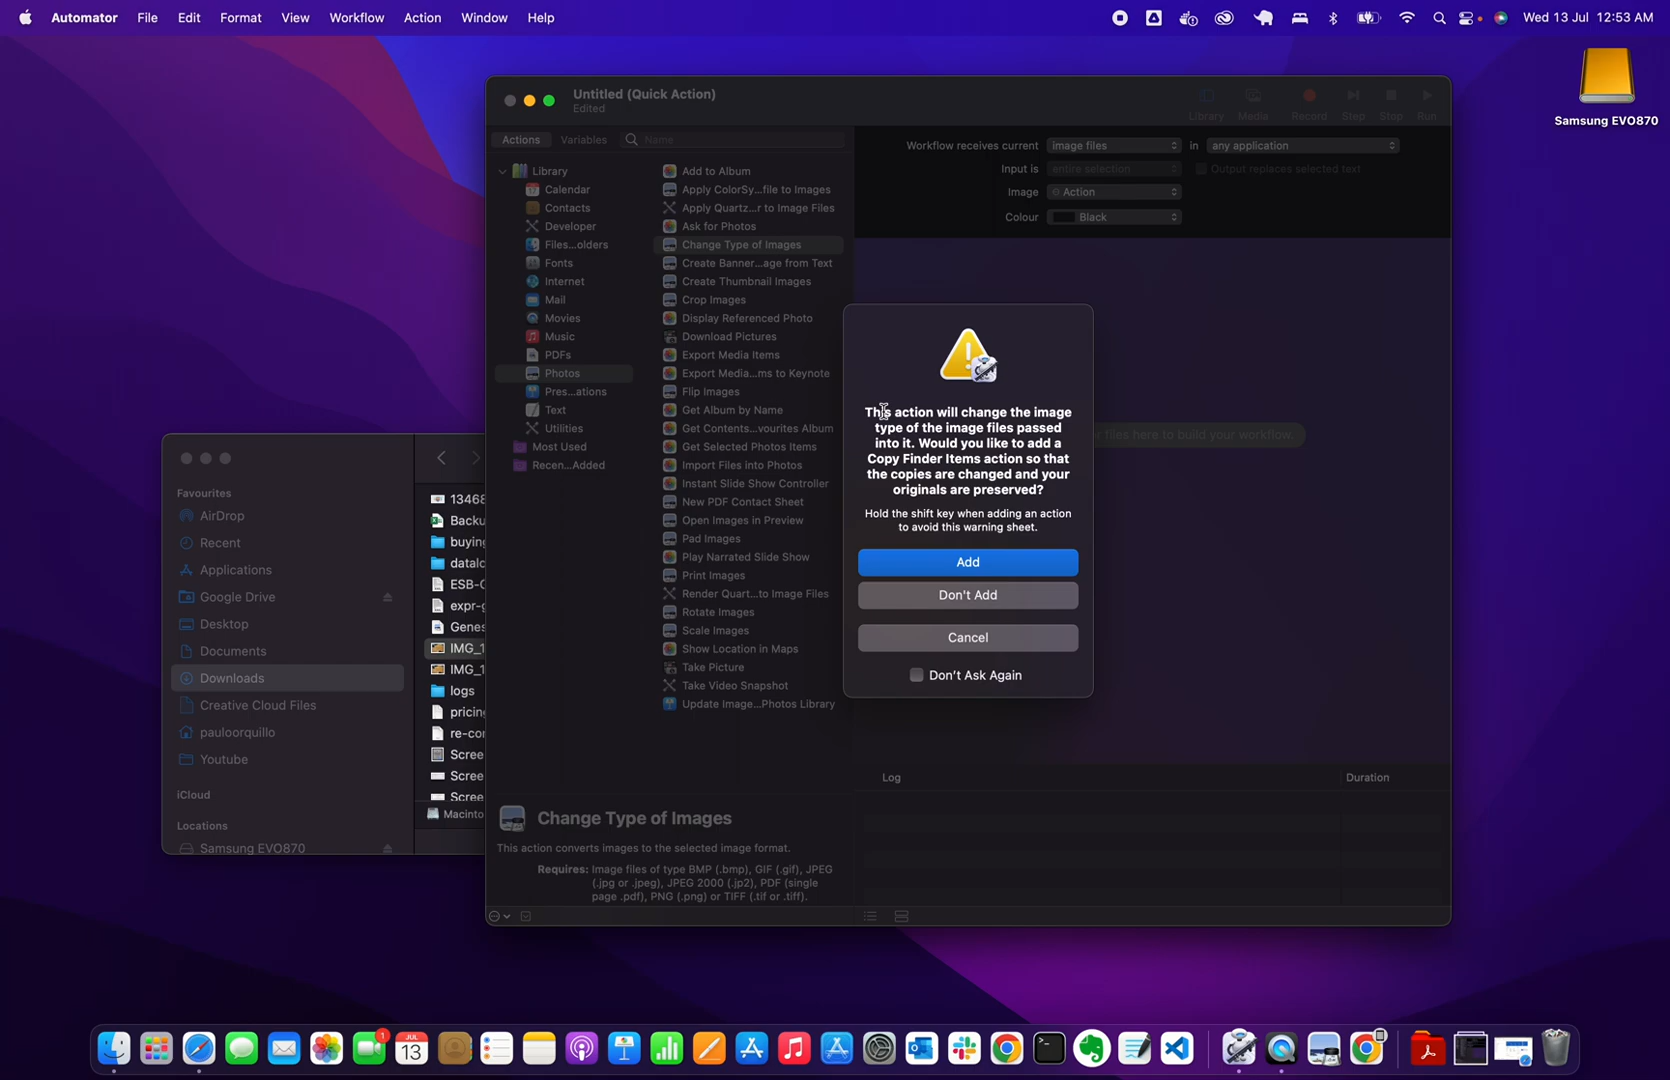 Automator File Edit Format View Workflow Action Window Help
Wed 13 Jul 12:53 AM
Samsung EVO870
Untitled (Quick Action)
Edited
Library Media Record Step Stop Run
Actions Variables Name
Library
Calendar
Contacts
Developer
Files...olders
Fonts
Internet
Mail
Movies
Music
PDFs
Photos
Pres...ations
Text
Utilities
Most Used
Recen...Added
Add to Album
Apply ColorSy...file to Images
Apply Quartz...r to Image Files
Ask for Photos
Change Type of Images
Create Banner...age from Text
Create Thumbnail Images
Crop Images
Display Referenced Photo
Download Pictures
Export Media Items
Export Media...ms to Keynote
Flip Images
Get Album by Name
Get Contents...vourites Album
Get Selected Photos Items
Import Files into Photos
Instant Slide Show Controller
New PDF Contact Sheet
Open Images in Preview
Pad Images
Play Narrated Slide Show
Print Images
Render Quart...to Image Files
Rotate Images
Scale Images
Show Location in Maps
Take Picture
Take Video Snapshot
Update Image...Photos Library
Workflow receives current image files in any application
Input is entire selection Output replaces selected text
Image Action
Colour Black
or files here to build your workflow.
This action will change the image
type of the image files passed
into it. Would you like to add a
Copy Finder Items action so that
the copies are changed and your
originals are preserved?
Hold the shift key when adding an action
to avoid this warning sheet.
Add
Don't Add
Cancel
Don't Ask Again
Log Duration
Change Type of Images
This action converts images to the selected image format.
Requires: Image files of type BMP (.bmp), GIF (.gif), JPEG
(.jpg or .jpeg), JPEG 2000 (.jp2), PDF (single
page .pdf), PNG (.png) or TIFF (.tif or .tiff).
Favourites
AirDrop
Recent
Applications
Google Drive
Desktop
Documents
Downloads
Creative Cloud Files
pauloorquillo
Youtube
iCloud
Locations
Samsung EVO870
13468
Backu
buying
datalo
ESB-C
expr-g
Genes
IMG_1
IMG_1
logs
pricing
re-cor
Scree
Scree
Scree
Macinto
1
JUL
13